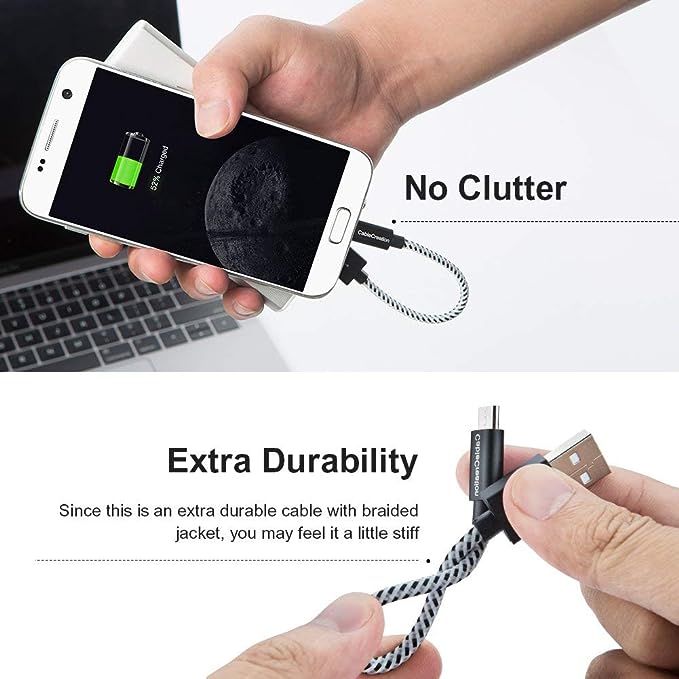 52% Charged
No Clutter
CableCreation
Extra Durability
CableCreation
Since this is an extra durable cable with braided
jacket, you may feel it a little stiff